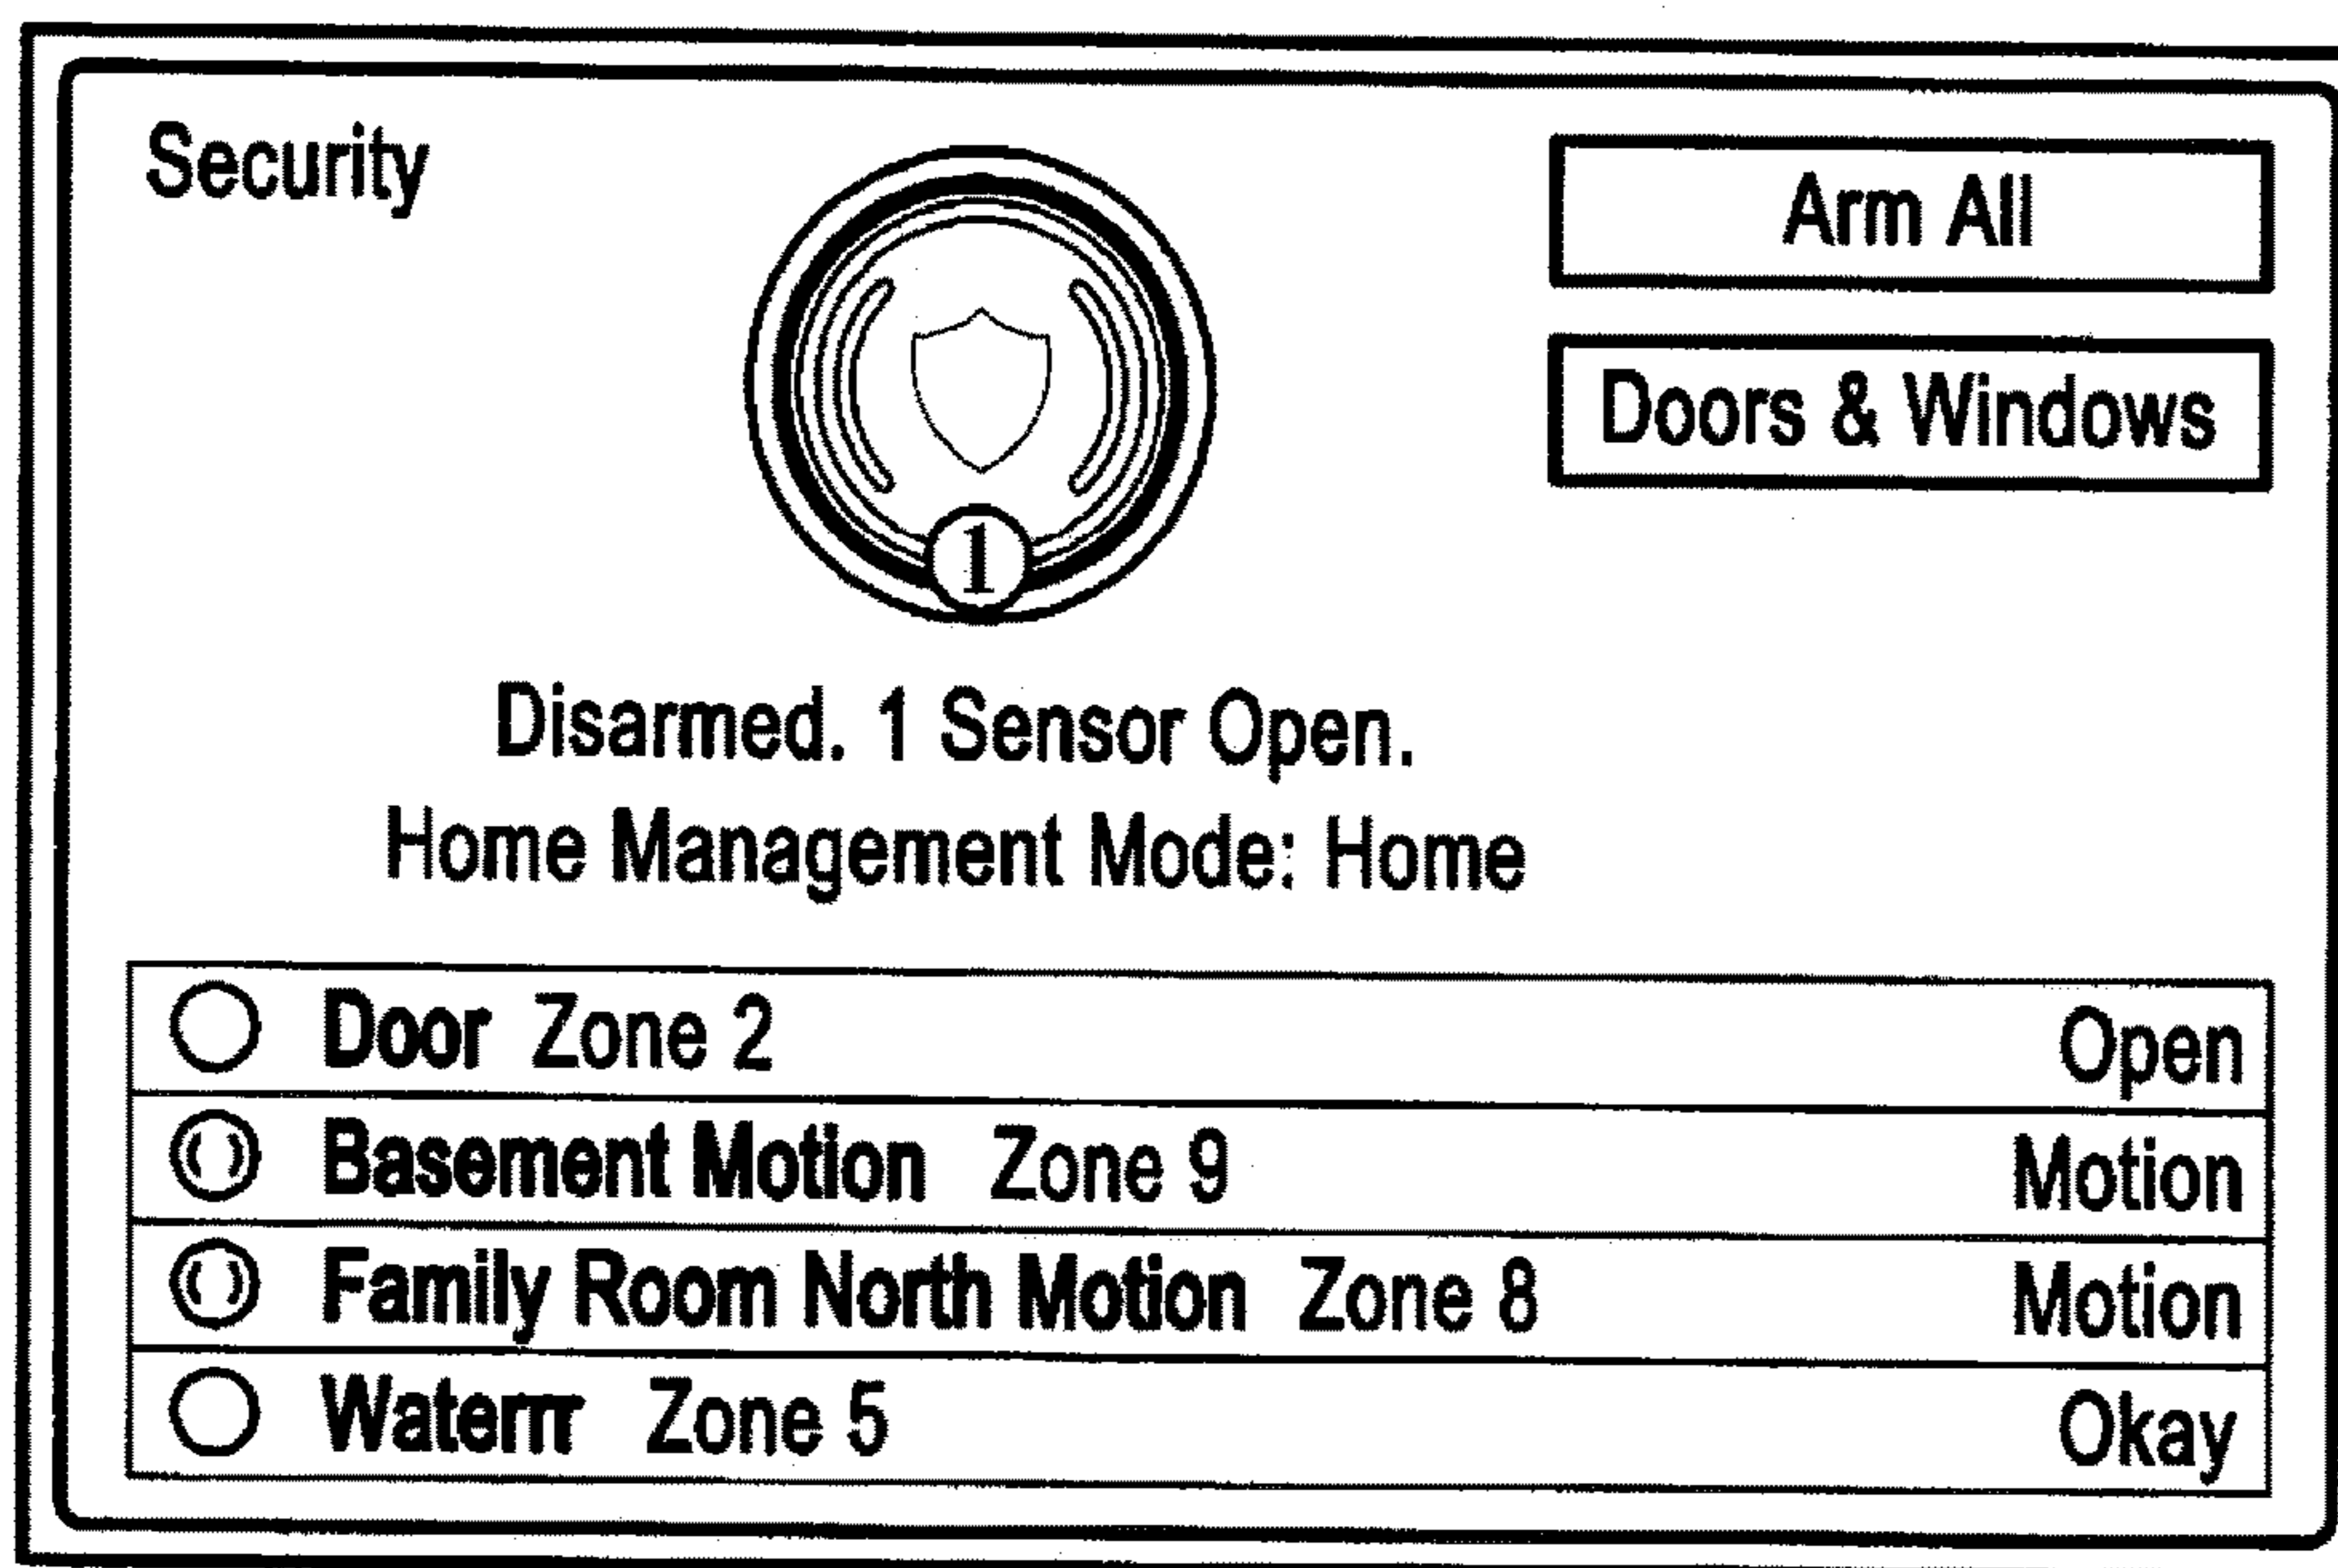 Security
Arm All
Doors & Windows
1
Disarmed. 1 Sensor Open.
Home Management Mode: Home
Door Zone 2 Open
Basement Motion Zone 9 Motion
Family Room North Motion Zone 8 Motion
Waterrr Zone 5 Okay